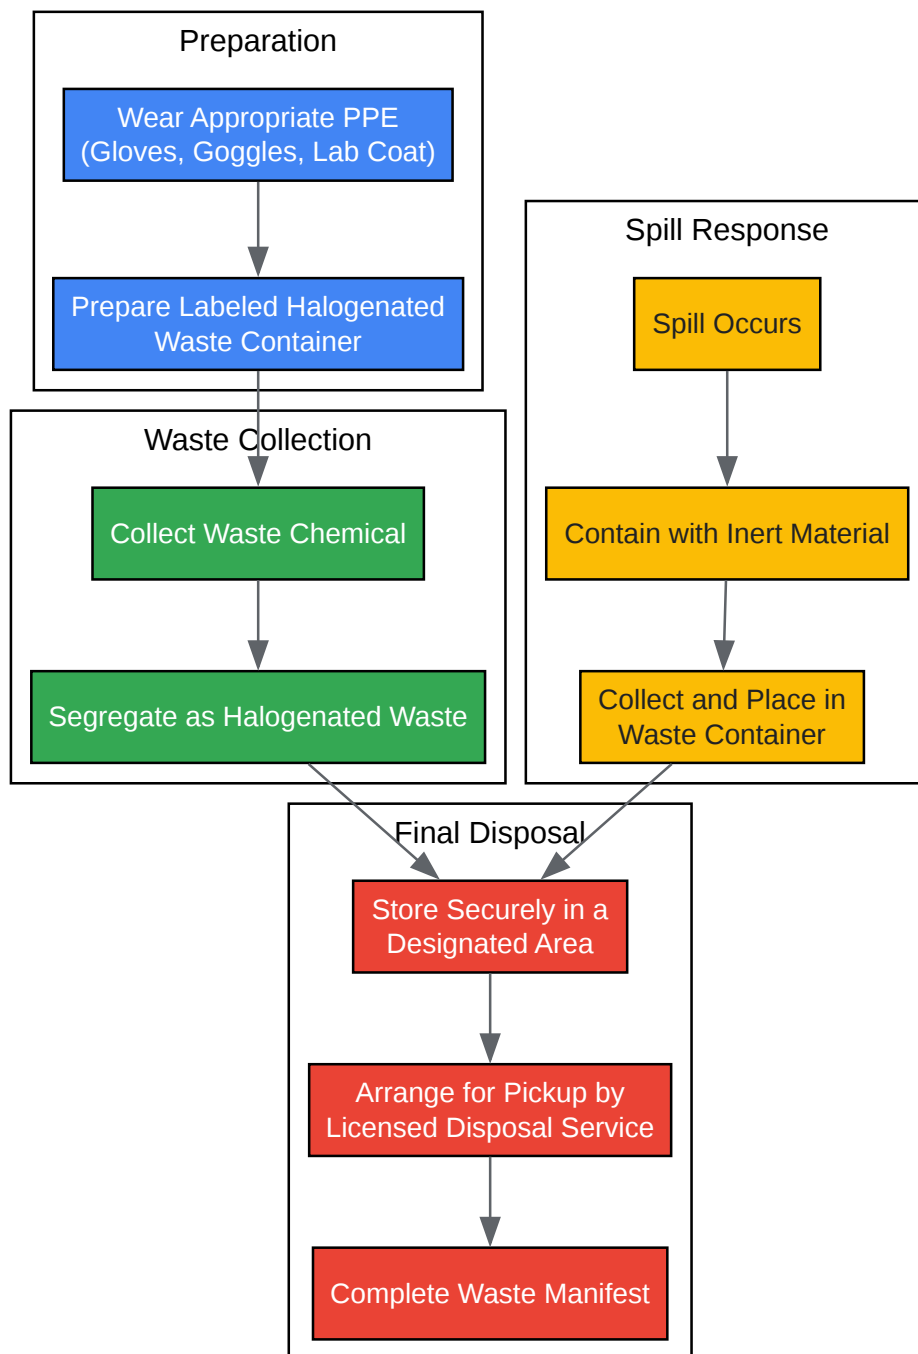 Preparation
Wear Appropriate PPE
(Gloves, Goggles, Lab Coat)
Prepare Labeled Halogenated
Waste Container
Waste Collection
Collect Waste Chemical
Segregate as Halogenated Waste
Spill Response
Spill Occurs
Contain with Inert Material
Collect and Place in
Waste Container
Final Disposal
Store Securely in a
Designated Area
Arrange for Pickup by
Licensed Disposal Service
Complete Waste Manifest